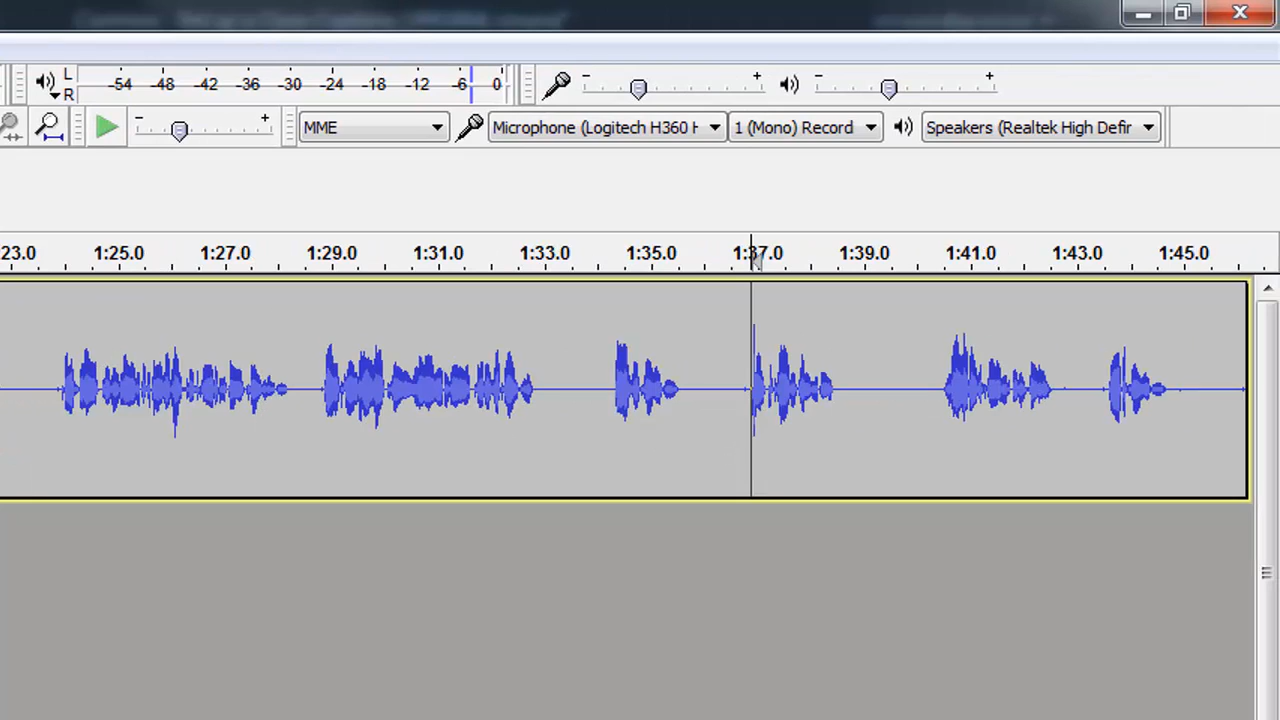 L
R
-54 -48 -42 -36 -30 -24 -18 -12 -6 0
- + - +
- + MME Microphone (Logitech H360 H 1 (Mono) Record Speakers (Realtek High Defir
23.0 1:25.0 1:27.0 1:29.0 1:31.0 1:33.0 1:35.0 1:37.0 1:39.0 1:41.0 1:43.0 1:45.0